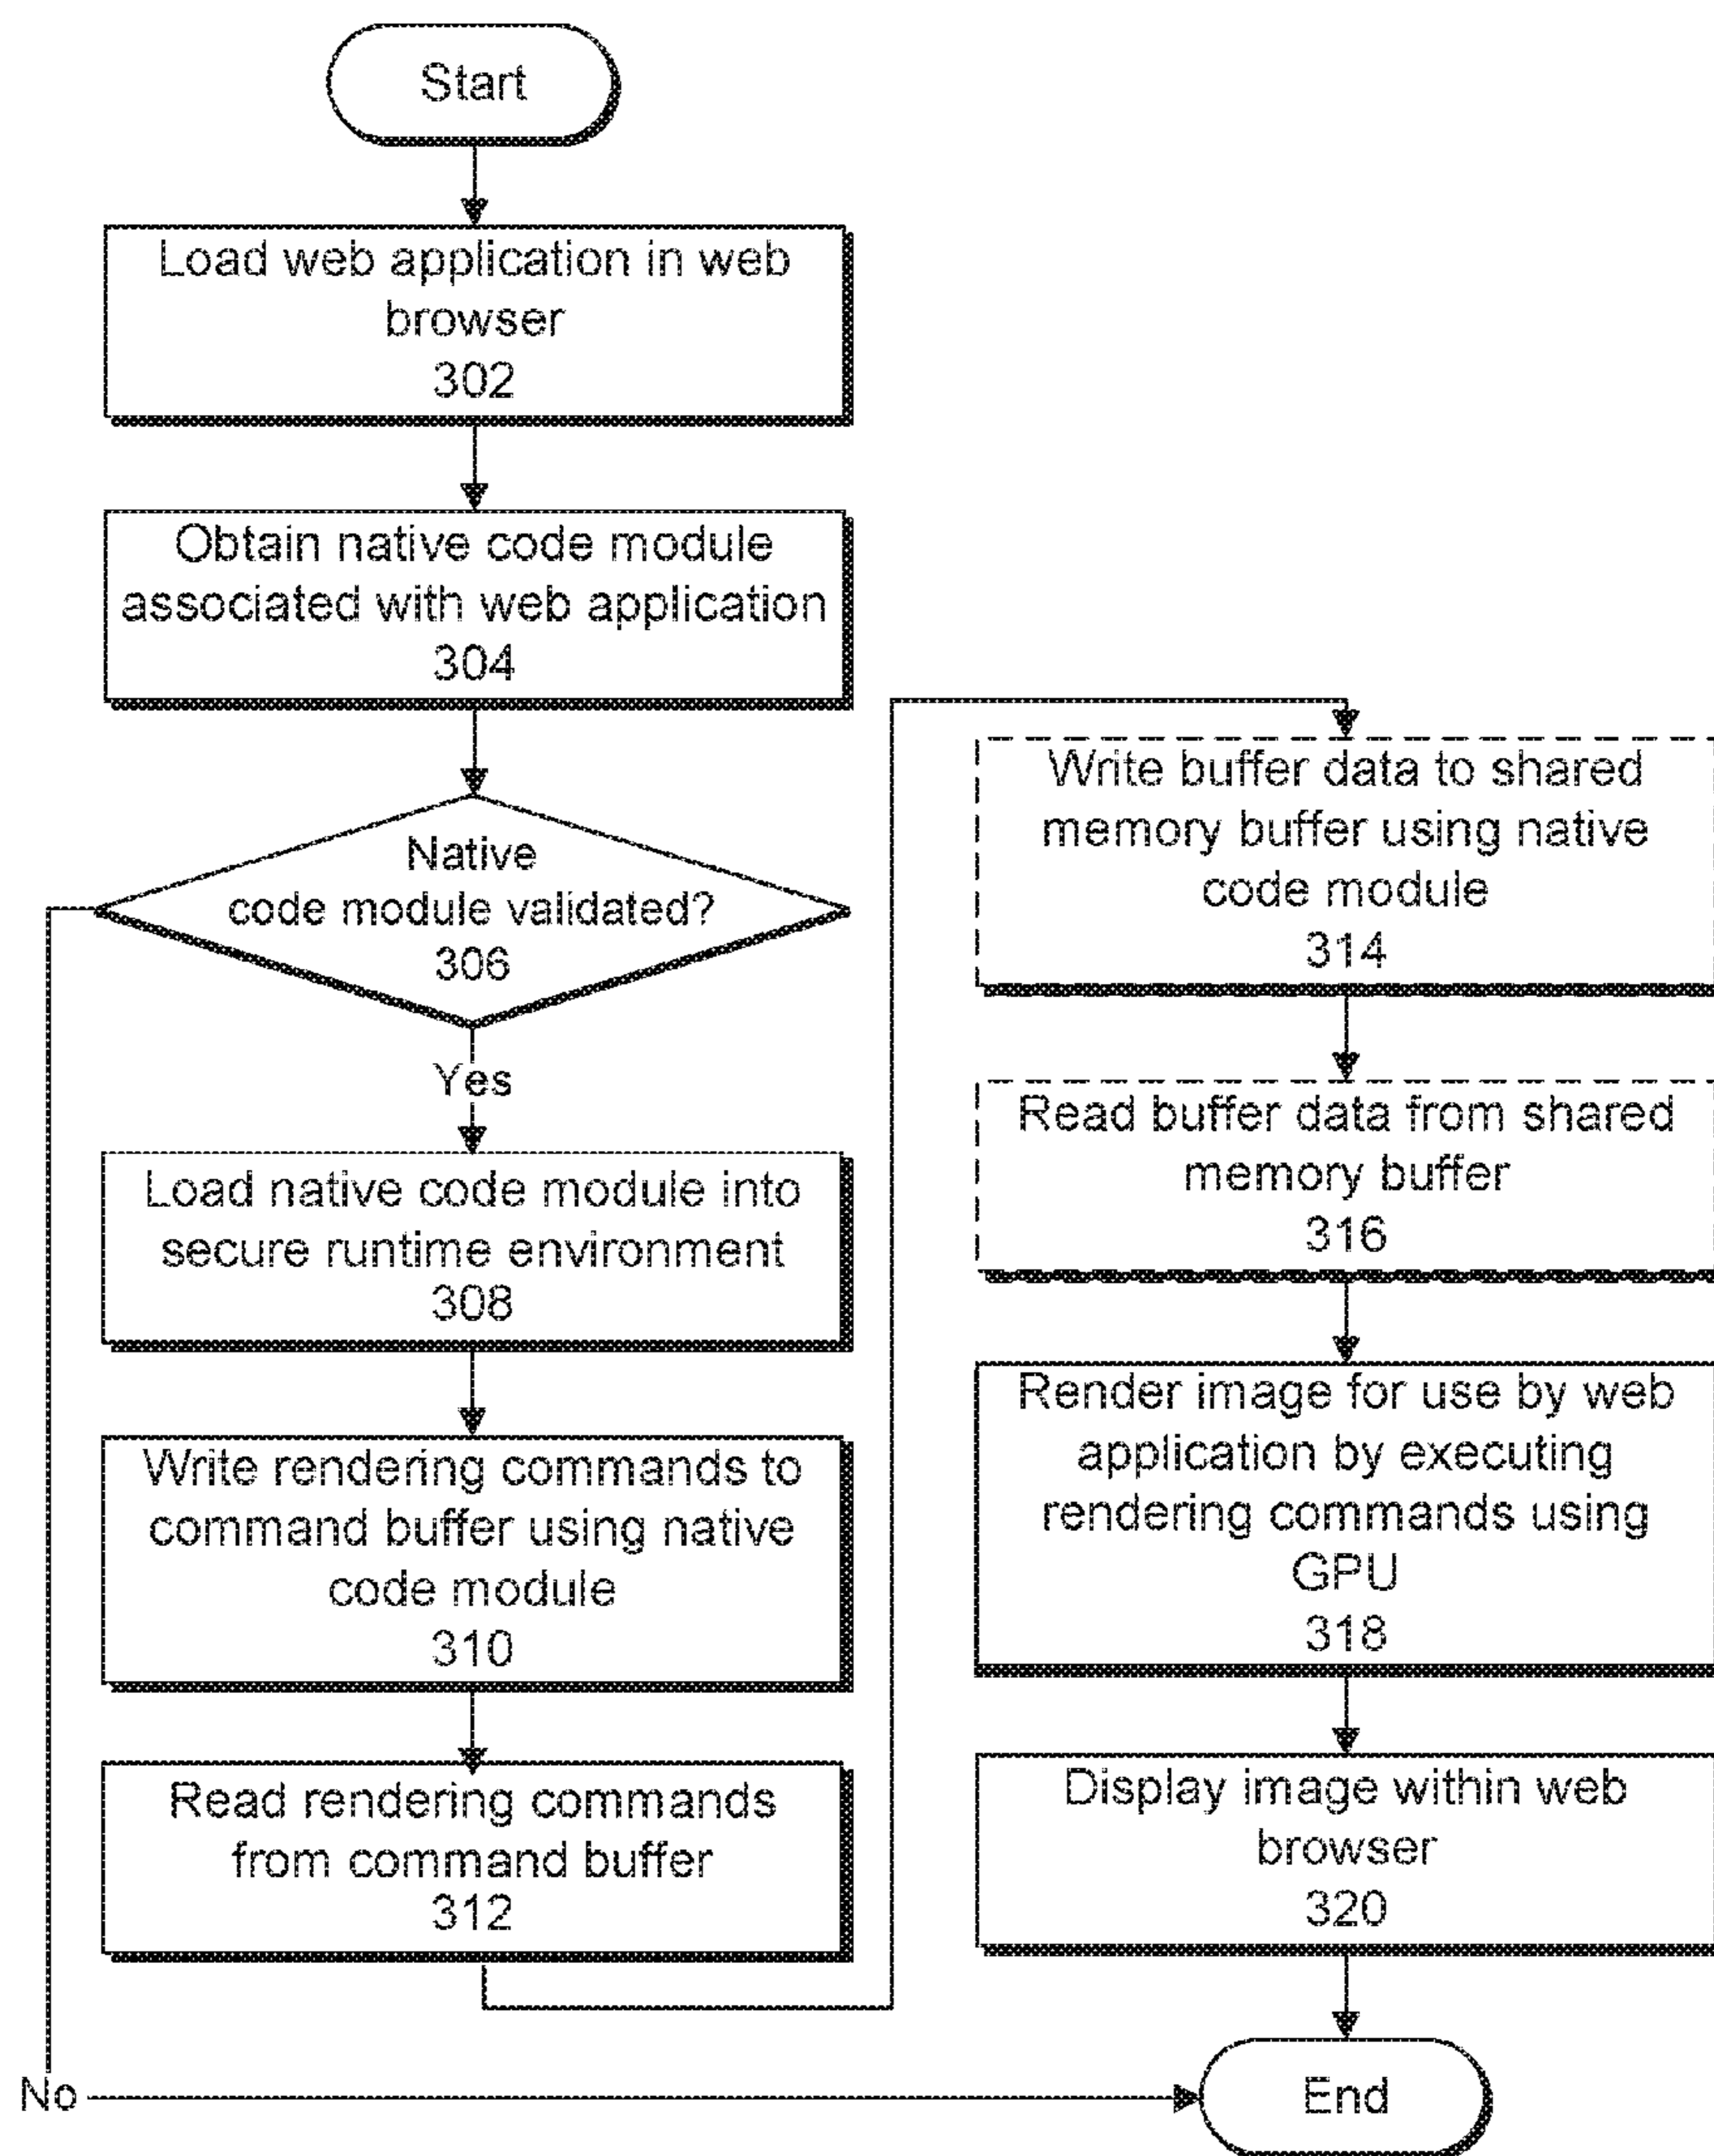 Start
Load web application in web
browser
302
Obtain native code module
associated with web application
304
Native
code module validated?
306
Yes
Load native code module into
secure runtime environment
308
Write rendering commands to
command buffer using native
code module
310
Read rendering commands
from command buffer
312
No
Write buffer data to shared
memory buffer using native
code module
314
Read buffer data from shared
memory buffer
316
Render image for use by web
application by executing
rendering commands using
GPU
318
Display image within web
browser
320
End